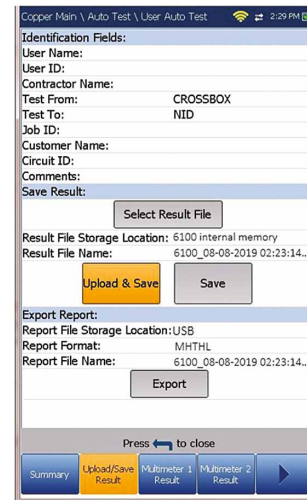 Copper Main \ Auto Test \ User Auto Test 2:29 PM
Identification Fields:
User Name:
User ID:
Contractor Name:
Test From: CROSSBOX
Test To: NID
Job ID:
Customer Name:
Circuit ID:
Comments:
Save Result:
Select Result File
Result File Storage Location: 6100 internal memory
Result File Name: 6100_08-08-2019 02:23:14..
Upload & Save Save
Export Report:
Report File Storage Location: USB
Report Format: MHTHL
Report File Name: 6100_08-08-2019 02:23:14..
Export
Press to close
Summary Upload/Save Result Multimeter 1 Result Multimeter 2 Result